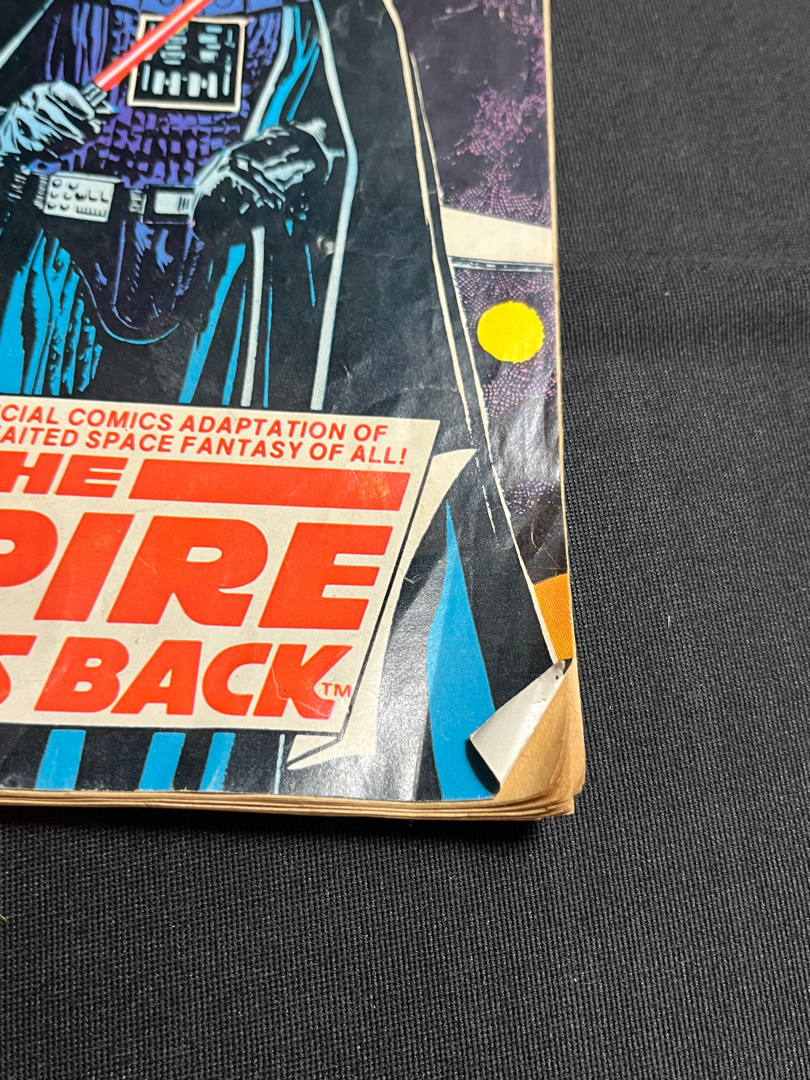 CIAL COMICS ADAPTATION OF
AITED SPACE FANTASY OF ALL!
HE
PIRE
S BACK™